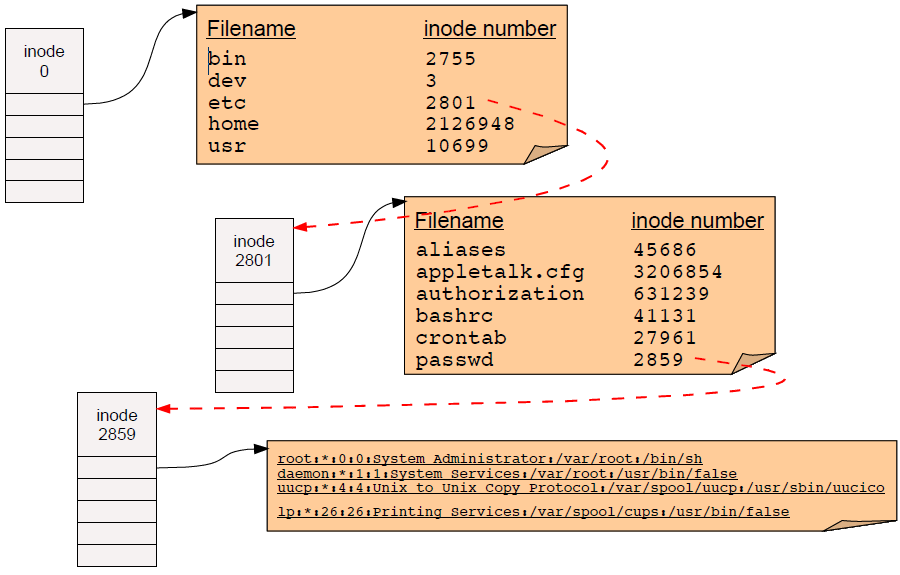 inode
0
Filename inode number
bin 2755
dev 3
etc 2801
home 2126948
usr 10699
inode
2801
Filename inode number
aliases 45686
appletalk.cfg 3206854
authorization 631239
bashrc 41131
crontab 27961
passwd 2859
inode
2859
root:*:0:0:System Administrator:/var/root:/bin/sh
daemon:*:1:1:System Services:/var/root:/usr/bin/false
uucp:*:4:4:Unix to Unix Copy Protocol:/var/spool/uucp:/usr/sbin/uucico
lp:*:26:26:Printing Services:/var/spool/cups:/usr/bin/false